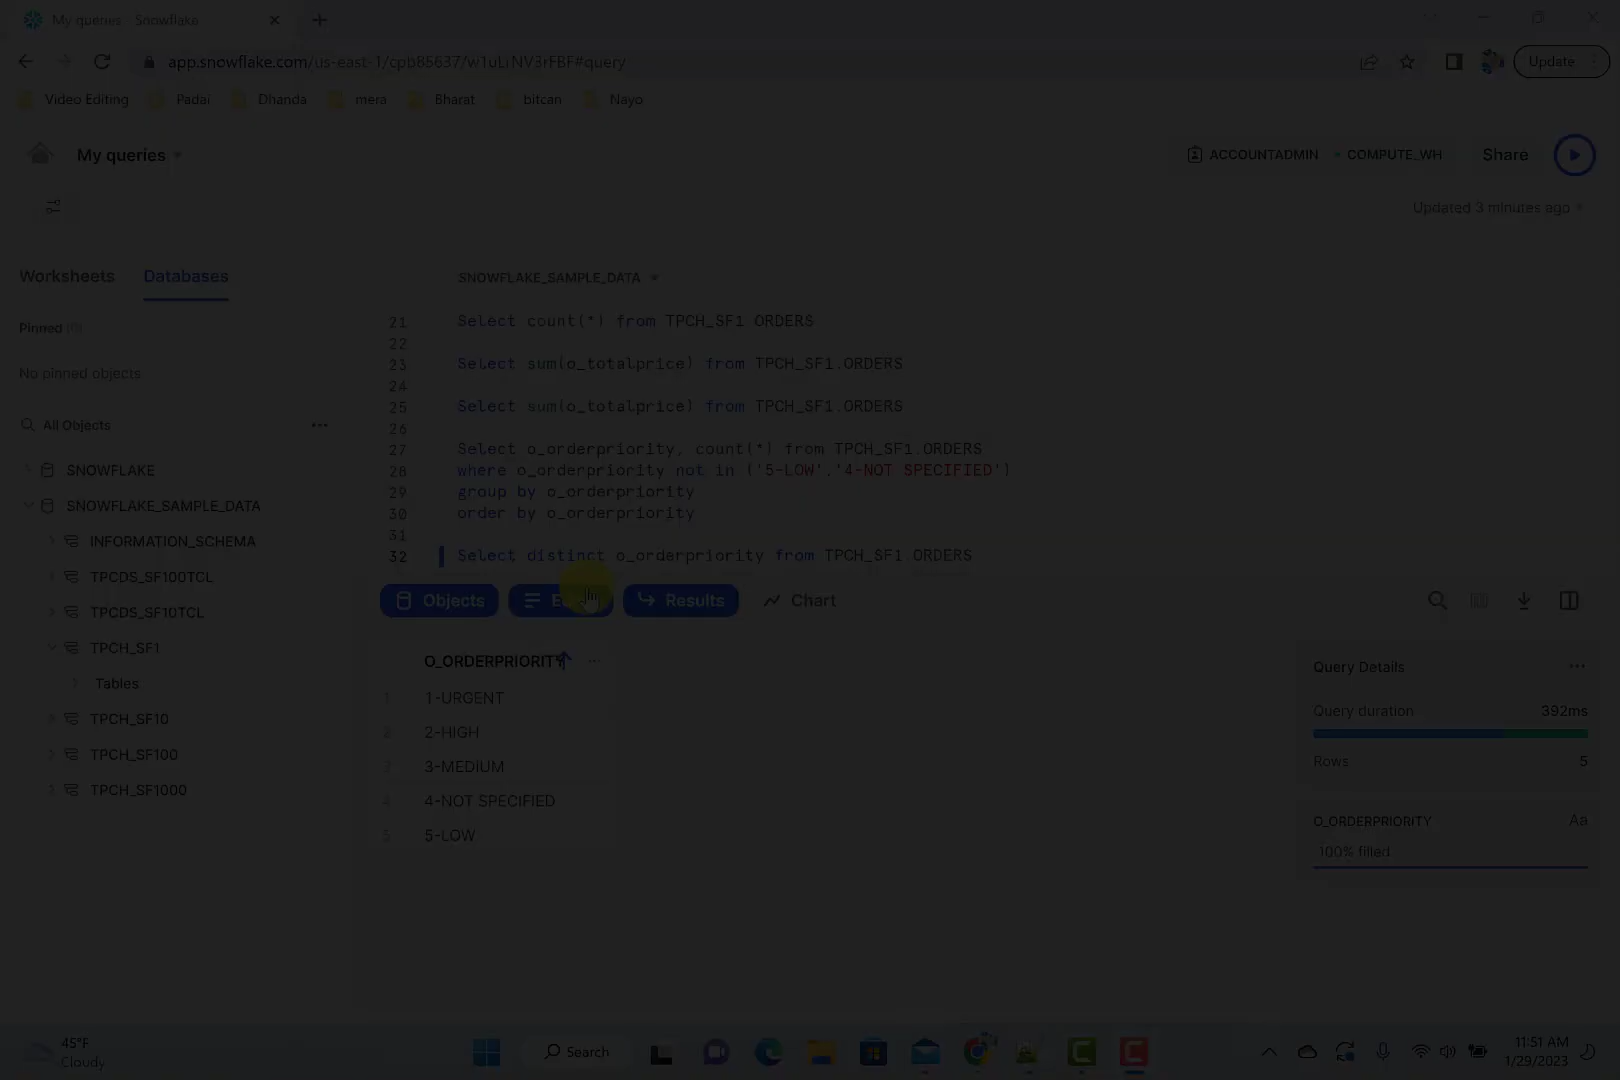 My queries - Snowflake
app.snowflake.com/us-east-1/cpb85637/w1uLiNV3rFBF#query
Update
Video Editing
Padai
Dhanda
mera
Bharat
bitcan
Nayo
My queries
ACCOUNTADMIN
COMPUTE_WH
Share
Updated 3 minutes ago
Worksheets
Databases
SNOWFLAKE_SAMPLE_DATA
Pinned (0)
No pinned objects
All Objects
SNOWFLAKE
SNOWFLAKE_SAMPLE_DATA
INFORMATION_SCHEMA
TPCDS_SF100TCL
TPCDS_SF10TCL
TPCH_SF1
Tables
TPCH_SF10
TPCH_SF100
TPCH_SF1000
21 Select count(*) from TPCH_SF1.ORDERS
22
23 Select sum(o_totalprice) from TPCH_SF1.ORDERS
24
25 Select sum(o_totalprice) from TPCH_SF1.ORDERS
26
27 Select o_orderpriority, count(*) from TPCH_SF1.ORDERS
28 where o_orderpriority not in ('5-LOW','4-NOT SPECIFIED')
29 group by o_orderpriority
30 order by o_orderpriority
31
32 Select distinct o_orderpriority from TPCH_SF1.ORDERS
Objects
Results
Chart
O_ORDERPRIORITY
1 1-URGENT
2 2-HIGH
3 3-MEDIUM
4 4-NOT SPECIFIED
5 5-LOW
Query Details
Query duration 392ms
Rows 5
O_ORDERPRIORITY Aa
100% filled
45°F
Cloudy
Search
11:51 AM
1/29/2023